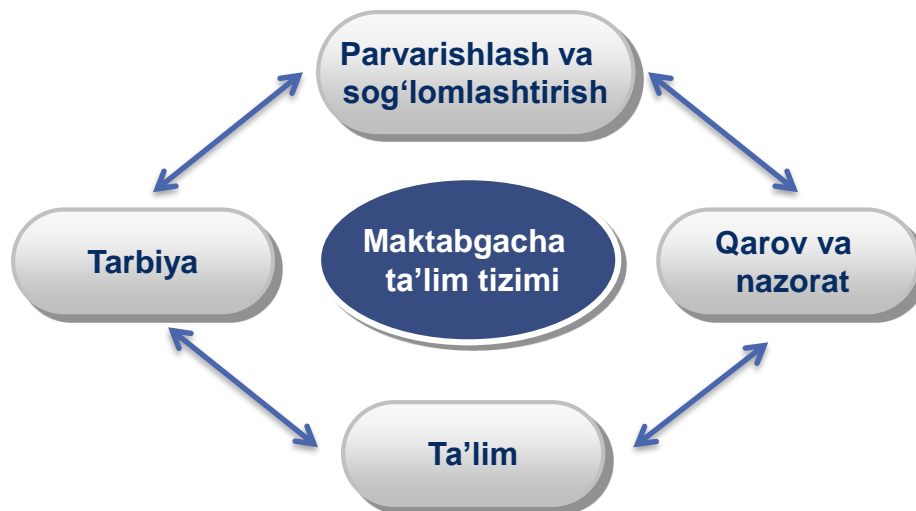 Parvarishlash va
sog‘lomlashtirish
Tarbiya
Maktabgacha
ta’lim tizimi
Qarov va
nazorat
Ta’lim